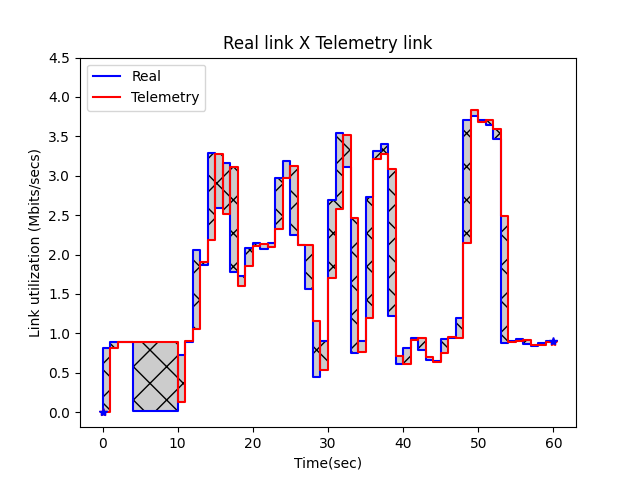 Real link X Telemetry link
Link utilization (Mbits/secs)
4.5
4.0
3.5
3.0
2.5
2.0
1.5
1.0
0.5
0.0
Real
Telemetry
0 10 20 30 40 50 60
Time(sec)